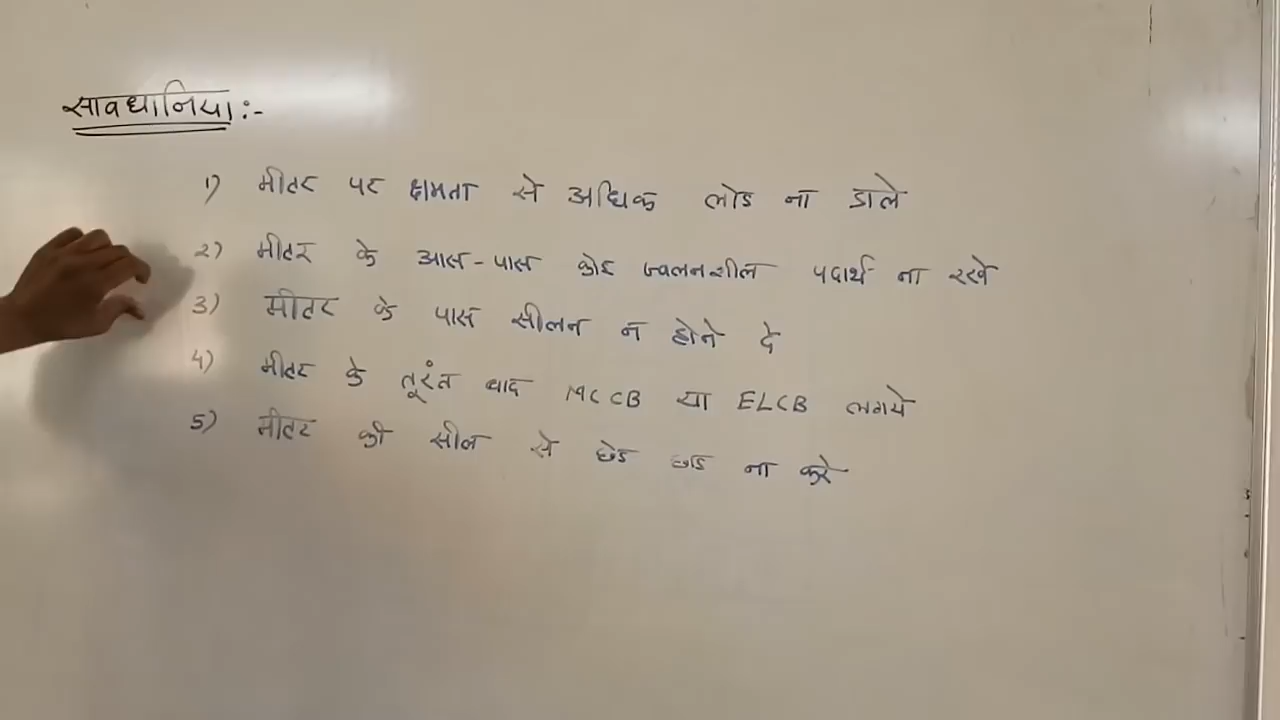 सावधानिया:-
1) मीटर पर क्षमता से अधिक लोड ना डाले
2) मीटर के आस-पास कोइ ज्वलनशील पदार्थ ना रखे
3) मीटर के पास सीलन न होने दे
4) मीटर के तूरंत बाद MCCB या ELCB लगये
5) मीटर की सील से छेड छाड ना करे